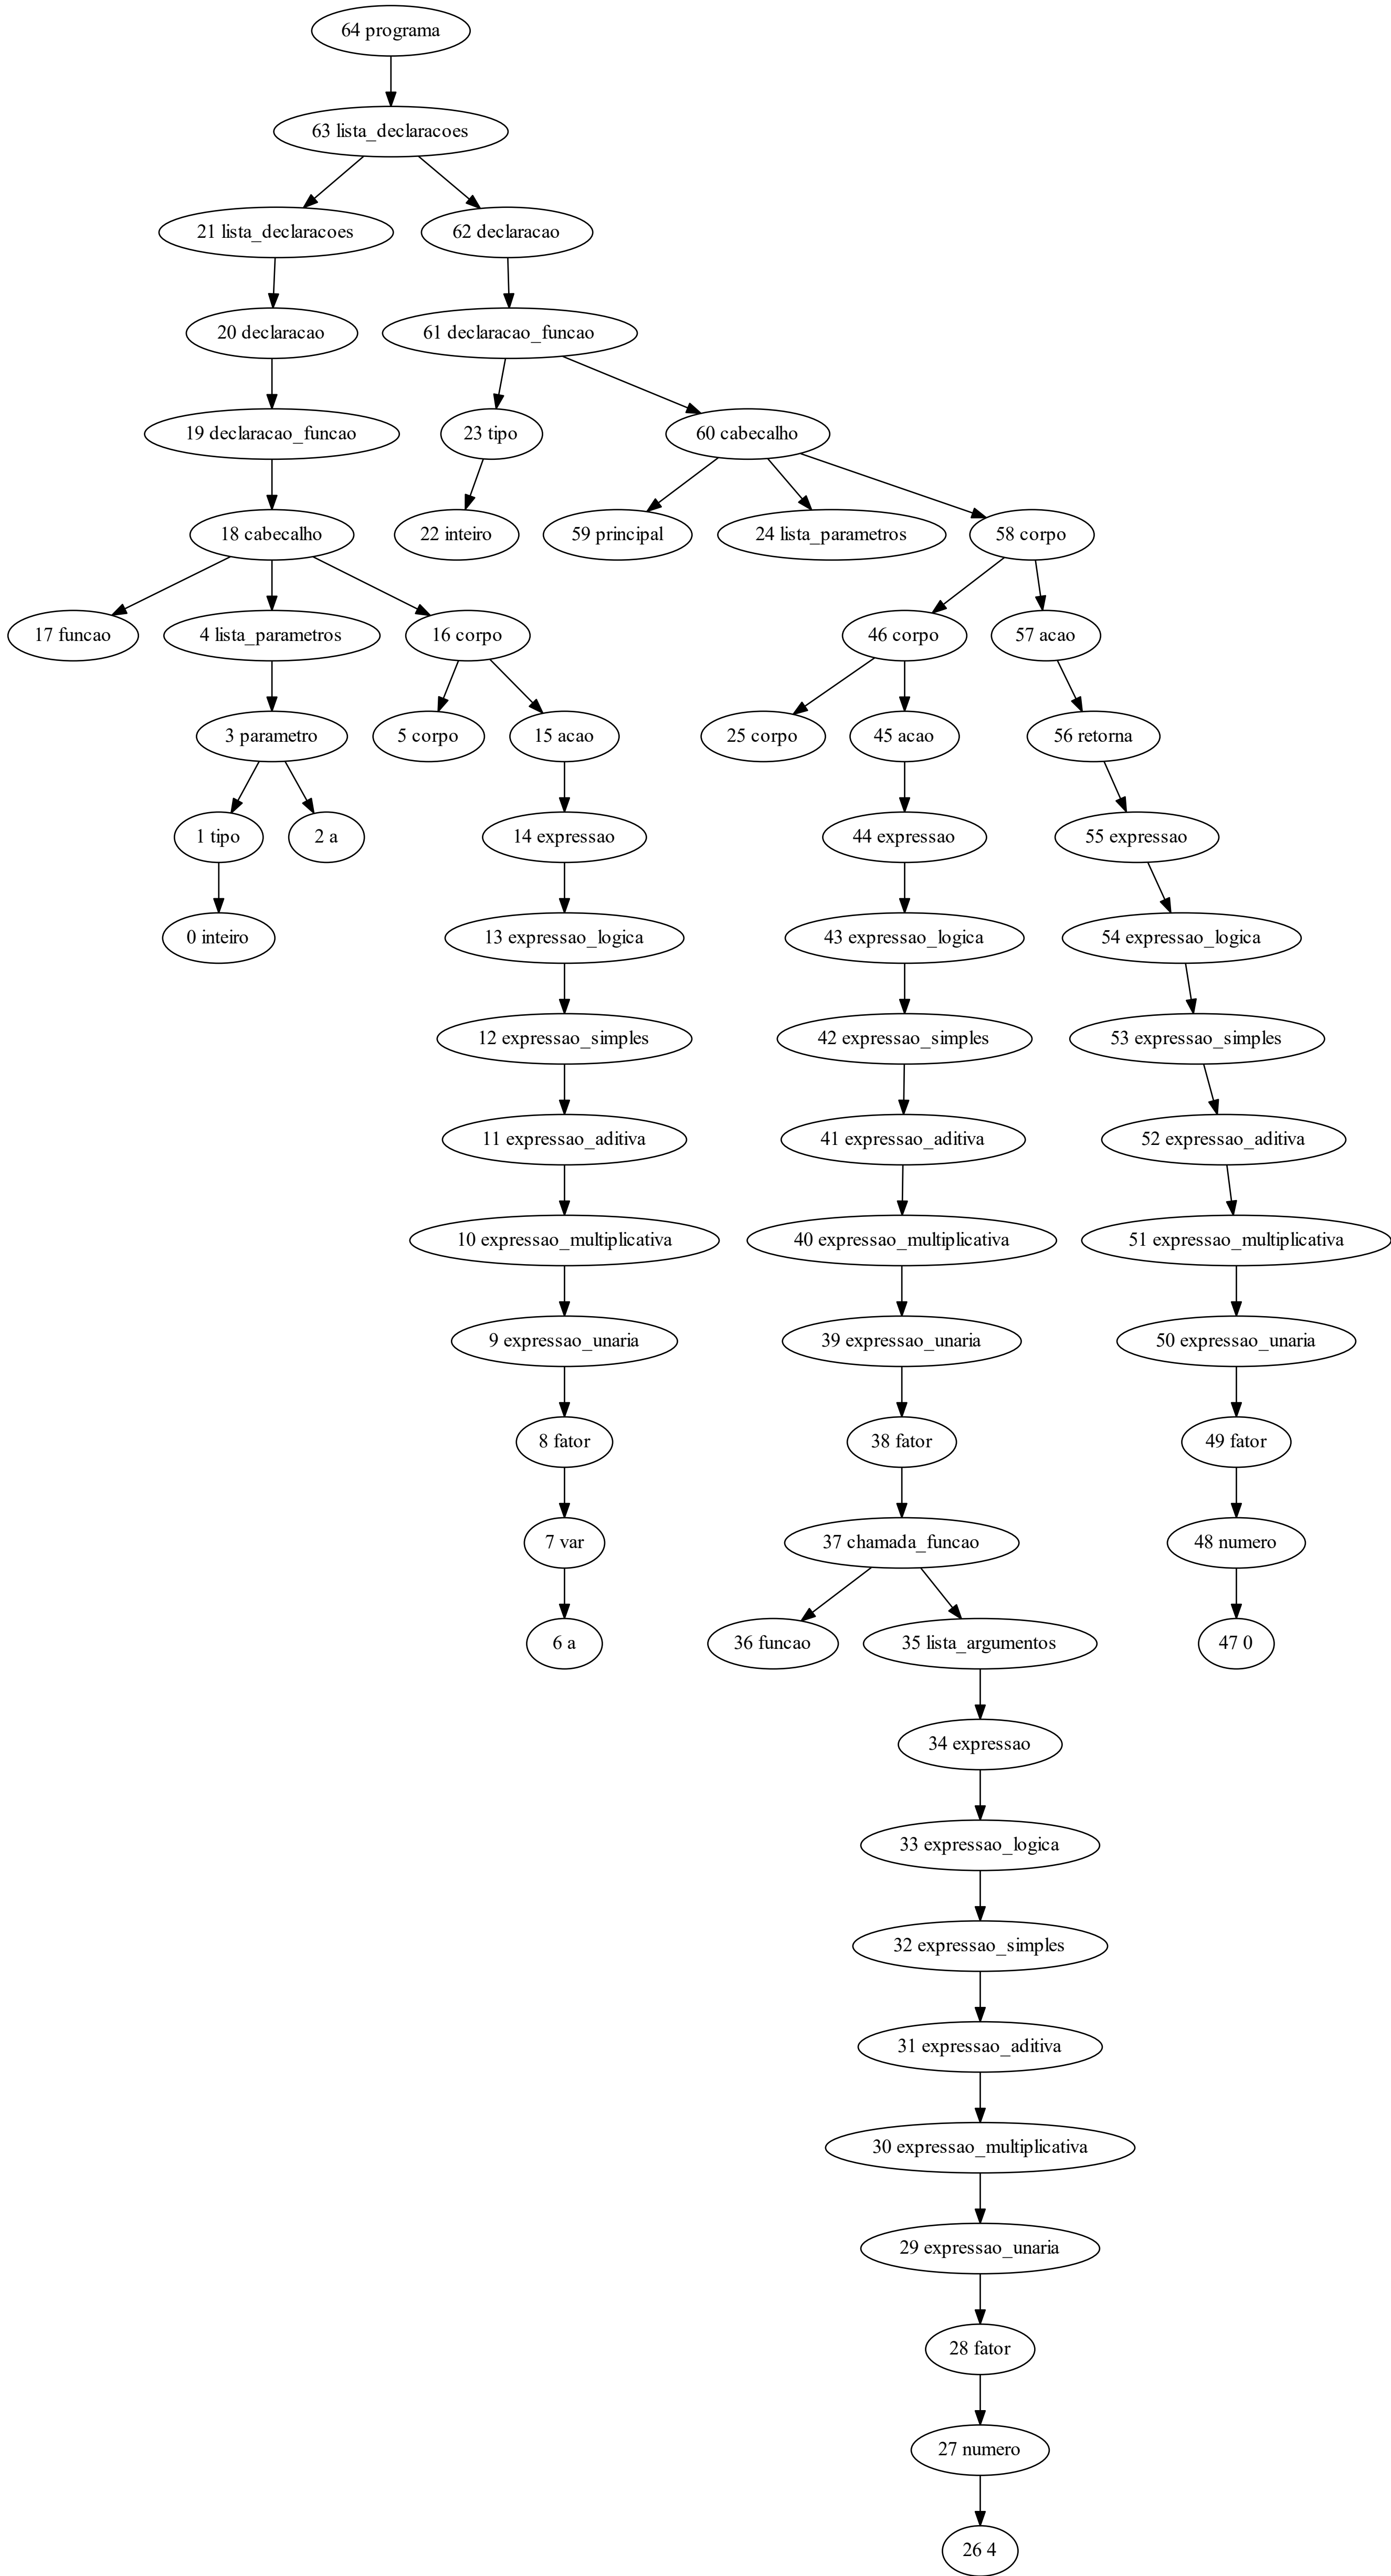 64 programa
63 lista_declaracoes
21 lista_declaracoes
62 declaracao
20 declaracao
61 declaracao_funcao
19 declaracao_funcao
23 tipo
60 cabecalho
18 cabecalho
22 inteiro
59 principal
24 lista_parametros
58 corpo
17 funcao
4 lista_parametros
16 corpo
46 corpo
57 acao
3 parametro
5 corpo
15 acao
25 corpo
45 acao
56 retorna
1 tipo
2 a
14 expressao
44 expressao
55 expressao
0 inteiro
13 expressao_logica
43 expressao_logica
54 expressao_logica
12 expressao_simples
42 expressao_simples
53 expressao_simples
11 expressao_aditiva
41 expressao_aditiva
52 expressao_aditiva
10 expressao_multiplicativa
40 expressao_multiplicativa
51 expressao_multiplicativa
9 expressao_unaria
39 expressao_unaria
50 expressao_unaria
8 fator
38 fator
49 fator
7 var
37 chamada_funcao
48 numero
6 a
36 funcao
35 lista_argumentos
47 0
34 expressao
33 expressao_logica
32 expressao_simples
31 expressao_aditiva
30 expressao_multiplicativa
29 expressao_unaria
28 fator
27 numero
26 4